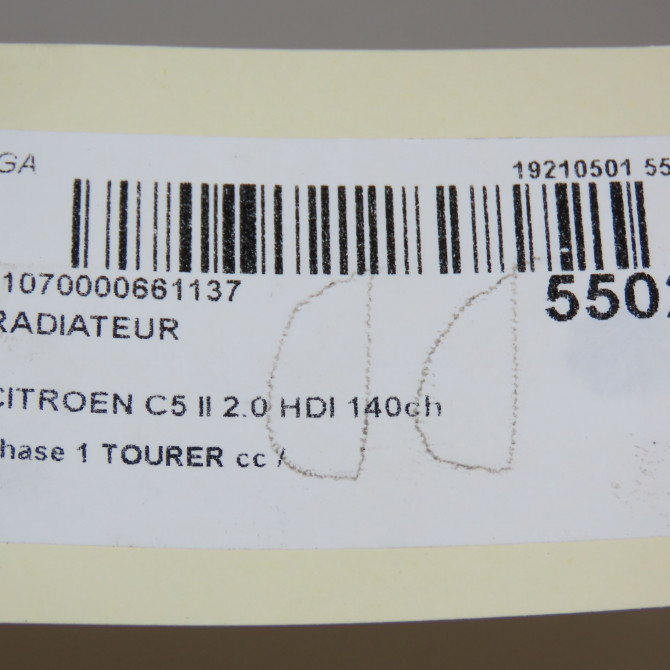 GA
19210501 55
1070000661137
5502
RADIATEUR
CITROEN C5 II 2.0 HDI 140ch
hase 1 TOURER cc /